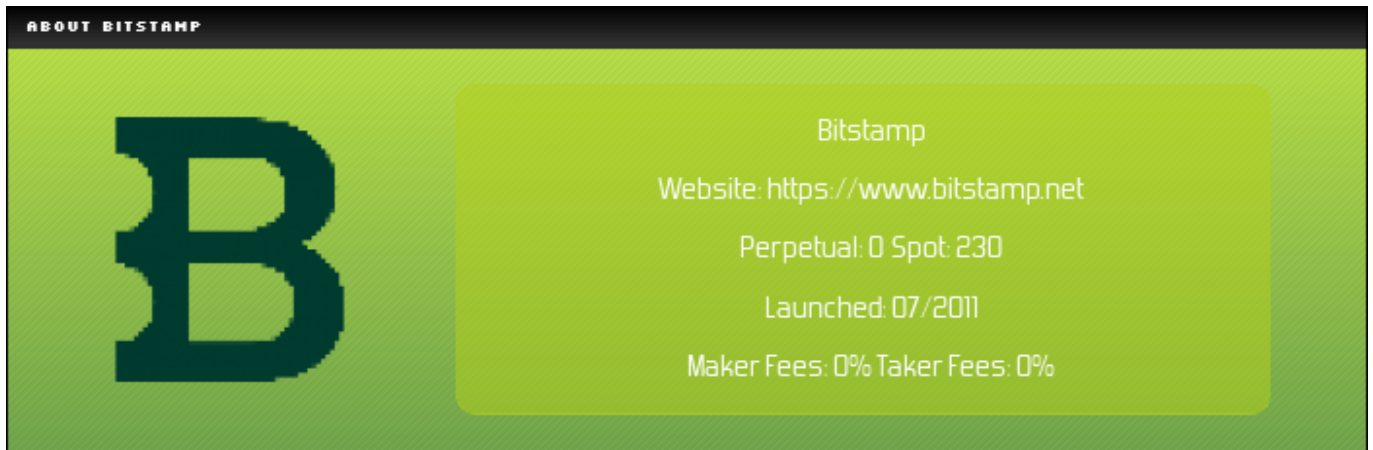 ABOUT BITSTAMP
Bitstamp
Website: https://www.bitstamp.net
Perpetual: 0 Spot: 230
Launched: 07/2011
Maker Fees: 0% Taker Fees: 0%